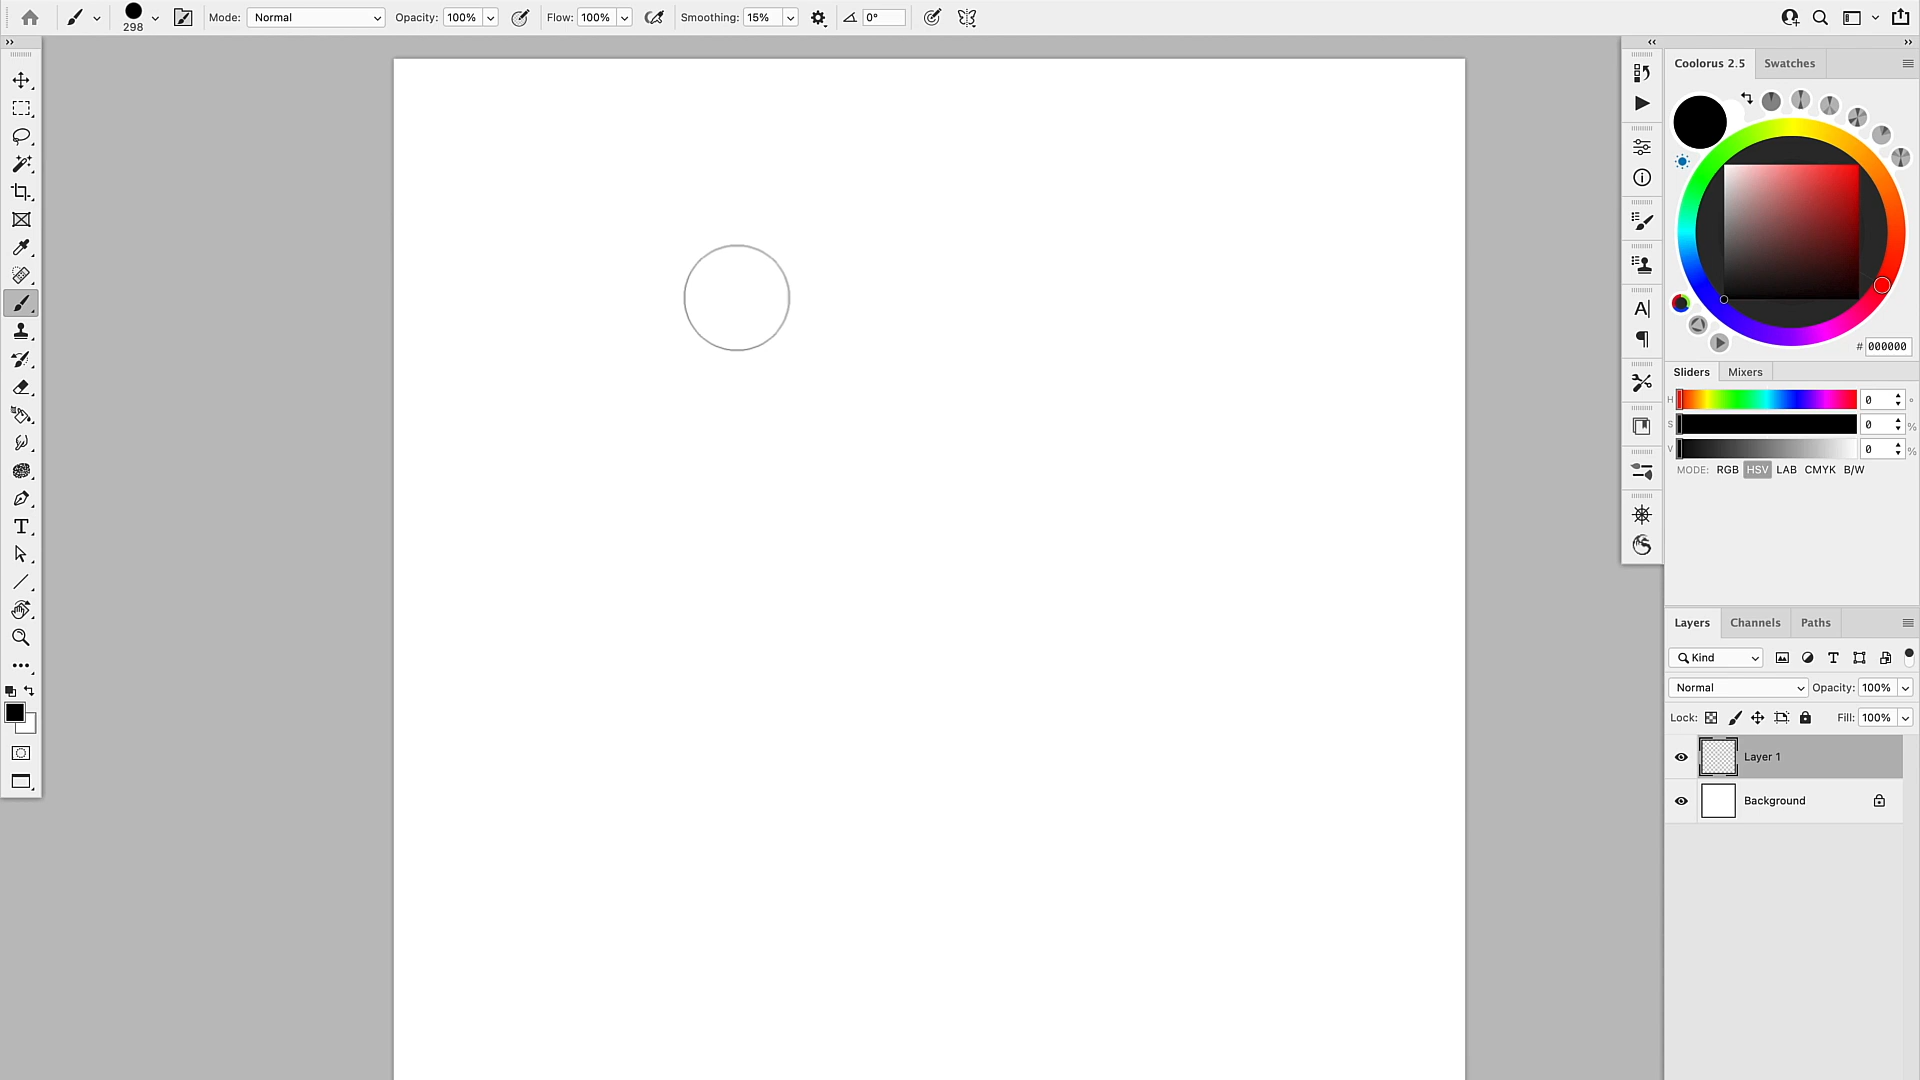 298
Mode: Normal
Opacity: 100%
Flow: 100%
Smoothing: 15%
0°
Coolorus 2.5
Swatches
# 000000
Sliders
Mixers
H 0 °
S 0 %
V 0 %
MODE: RGB HSV LAB CMYK B/W
Layers
Channels
Paths
Kind
Normal
Opacity: 100%
Lock:
Fill: 100%
Layer 1
Background